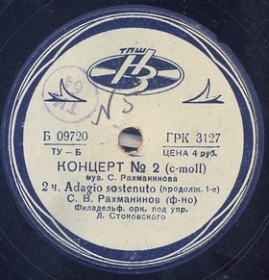 ТПШ
НЗ
Б 09720
ГРК 3127
ТУ — Б
ЦЕНА 4 руб.
КОНЦЕРТ № 2 (c-moll)
муз. С. Рахманинова
2 ч. Adagio sostenuto (продолж. 1-е)
С. В. Рахманинов (ф-но)
Филадельф. орк. под упр.
Л. Стоковского